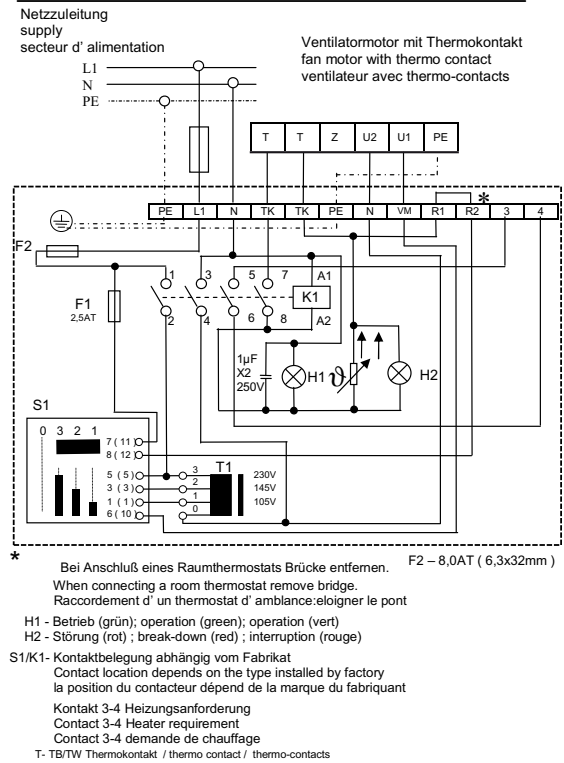 Netzzuleitung
supply
secteur d' alimentation
Ventilatormotor mit Thermokontakt
fan motor with thermo contact
ventilateur avec thermo-contacts
L1
N
PE
T T Z U2 U1 PE
*
PE L1 N TK TK PE N VM R1 R2 3 4
F2
1 3 5 7 A1
K1
F1
2,5AT
2 4 6 8 A2
1µF
X2
250V
H1
ϑ
H2
S1
0 3 2 1
7 ( 11 )
8 ( 12 )
5 ( 5 )
3 ( 3 )
1 ( 1 )
6 ( 10 )
T1
3 230V
2 145V
1 105V
0
*
Bei Anschluß eines Raumthermostats Brücke entfernen.
F2 – 8,0AT ( 6,3x32mm )
When connecting a room thermostat remove bridge.
Raccordement d' un thermostat d' amblance:eloigner le pont
H1 - Betrieb (grün); operation (green); operation (vert)
H2 - Störung (rot) ; break-down (red) ; interruption (rouge)
S1/K1- Kontaktbelegung abhängig vom Fabrikat
Contact location depends on the type installed by factory
la position du contacteur dépend de la marque du fabriquant
Kontakt 3-4 Heizungsanforderung
Contact 3-4 Heater requirement
Contact 3-4 demande de chauffage
T- TB/TW Thermokontakt / thermo contact / thermo-contacts